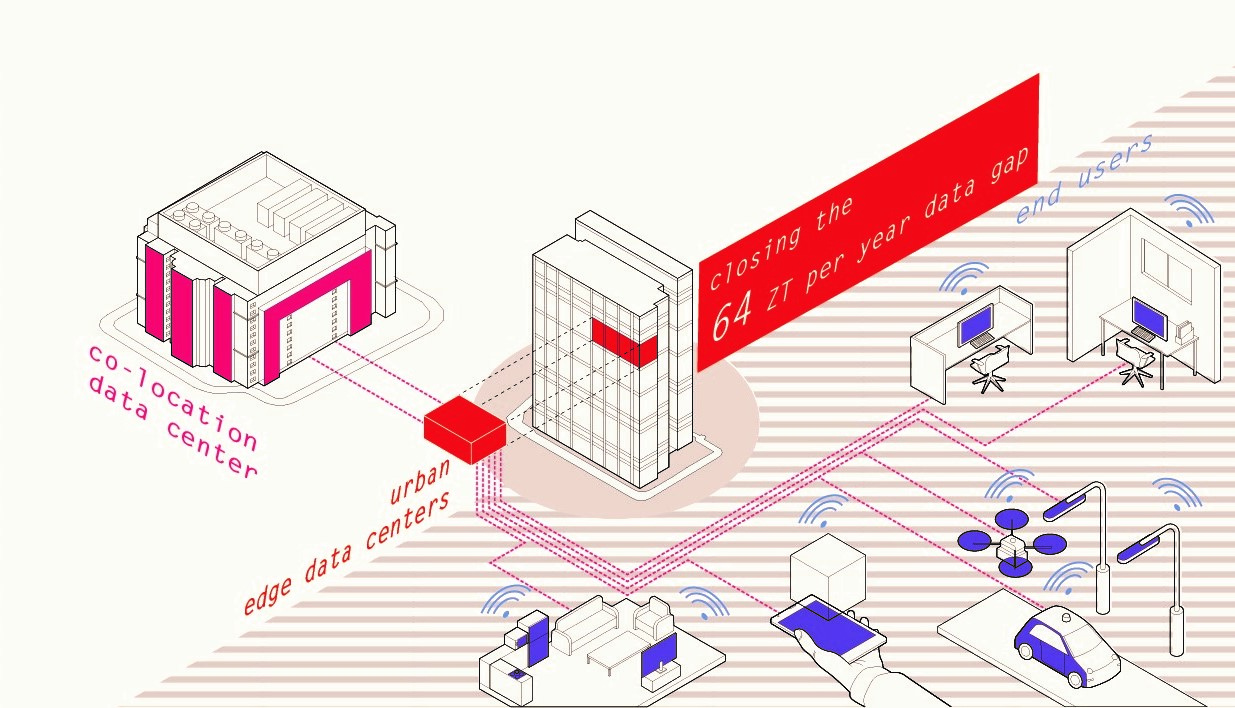 closing the
64 ZT per year data gap
end users
co-location
data center
urban
edge data centers